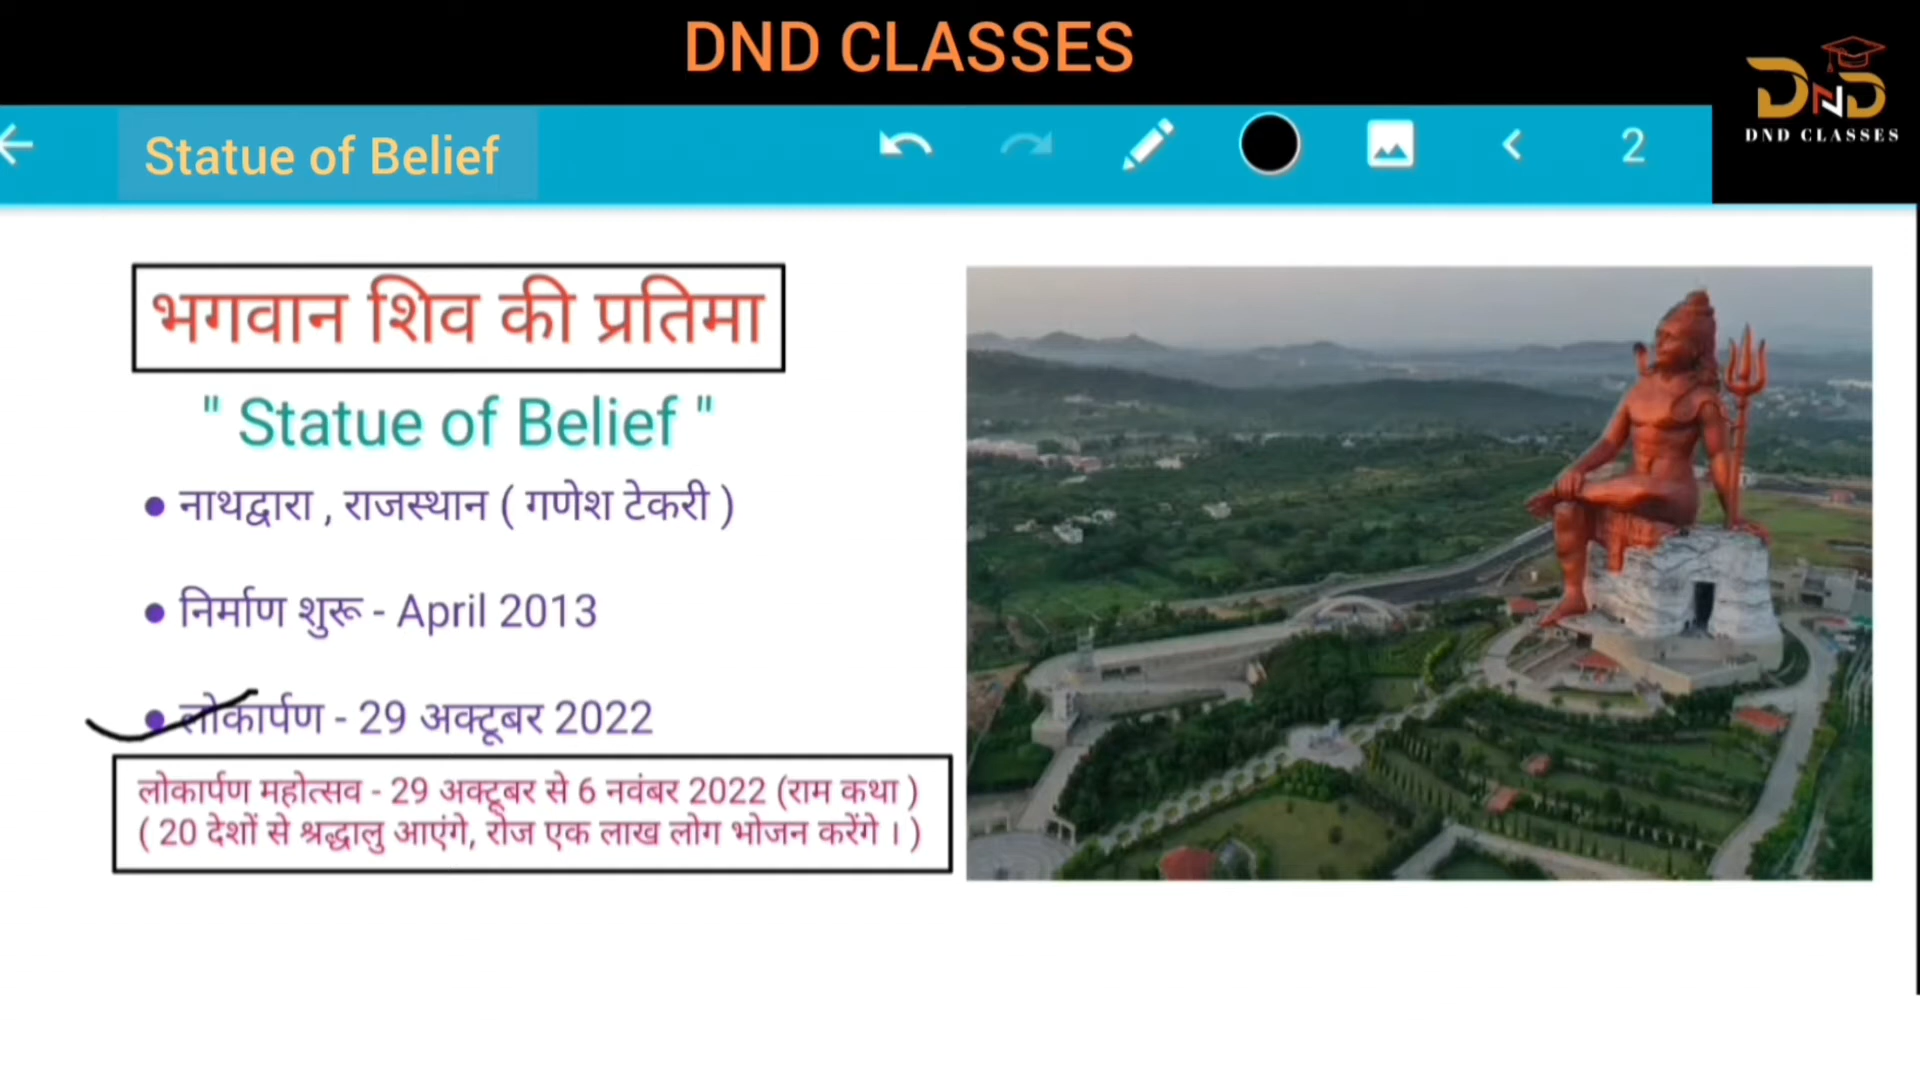 DND CLASSES
DND
DND CLASSES
Statue of Belief
2
भगवान शिव की प्रतिमा
" Statue of Belief "
● नाथद्वारा , राजस्थान ( गणेश टेकरी )
● निर्माण शुरू - April 2013
● लोकार्पण - 29 अक्टूबर 2022
लोकार्पण महोत्सव - 29 अक्टूबर से 6 नवंबर 2022 (राम कथा )
( 20 देशों से श्रद्धालु आएंगे, रोज एक लाख लोग भोजन करेंगे । )